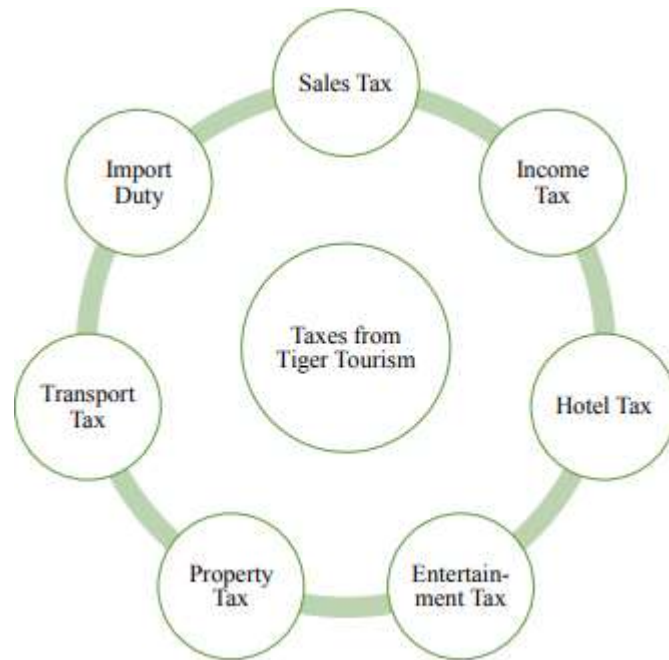 Sales Tax
Income
Tax
Hotel Tax
Entertain-
ment Tax
Property
Tax
Transport
Tax
Import
Duty
Taxes from
Tiger Tourism